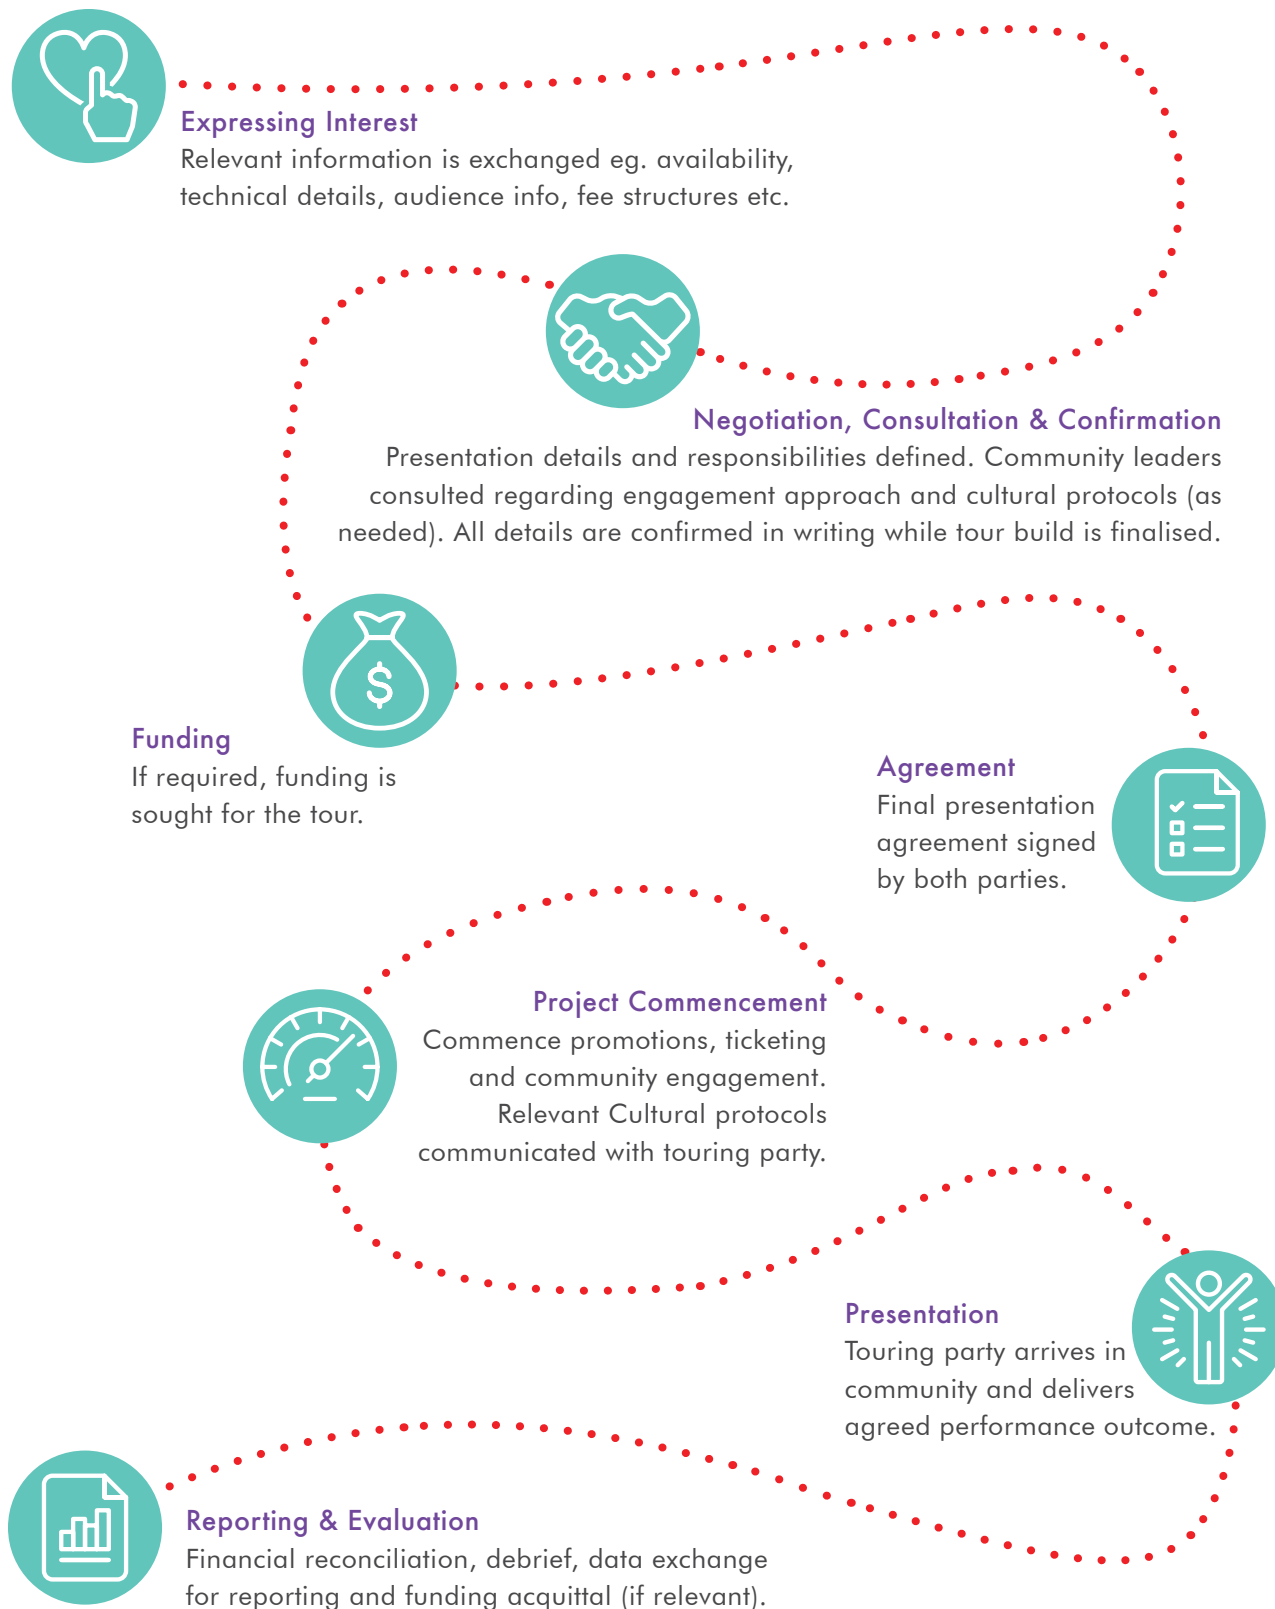 Expressing Interest
Relevant information is exchanged eg. availability,
technical details, audience info, fee structures etc.
Negotiation, Consultation & Confirmation
Presentation details and responsibilities defined. Community leaders
consulted regarding engagement approach and cultural protocols (as
needed). All details are confirmed in writing while tour build is finalised.
$
Funding
If required, funding is
sought for the tour.
Agreement
Final presentation
agreement signed
by both parties.
Project Commencement
Commence promotions, ticketing
and community engagement.
Relevant Cultural protocols
communicated with touring party.
Presentation
Touring party arrives in
community and delivers
agreed performance outcome.
Reporting & Evaluation
Financial reconciliation, debrief, data exchange
for reporting and funding acquittal (if relevant).